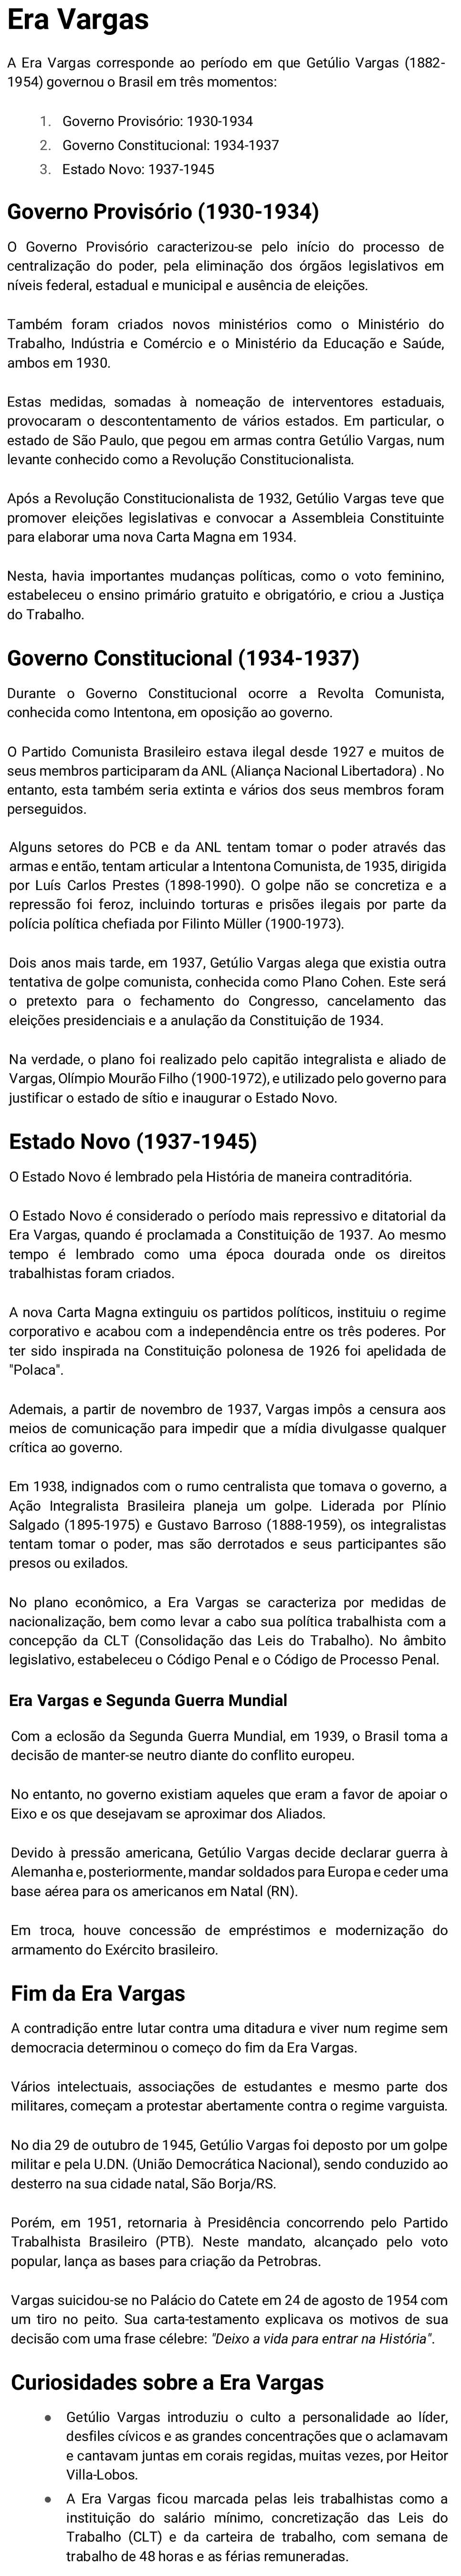 Era Vargas
A Era Vargas corresponde ao período em que Getúlio Vargas (1882-
1954) governou o Brasil em três momentos:
1. Governo Provisório: 1930-1934
2. Governo Constitucional: 1934-1937
3. Estado Novo: 1937-1945
Governo Provisório (1930-1934)
O Governo Provisório caracterizou-se pelo início do processo de
centralização do poder, pela eliminação dos órgãos legislativos em
níveis federal, estadual e municipal e ausência de eleições.
Também foram criados novos ministérios como o Ministério do
Trabalho, Indústria e Comércio e o Ministério da Educação e Saúde,
ambos em 1930.
Estas medidas, somadas à nomeação de interventores estaduais,
provocaram o descontentamento de vários estados. Em particular, o
estado de São Paulo, que pegou em armas contra Getúlio Vargas, num
levante conhecido como a Revolução Constitucionalista.
Após a Revolução Constitucionalista de 1932, Getúlio Vargas teve que
promover eleições legislativas e convocar a Assembleia Constituinte
para elaborar uma nova Carta Magna em 1934.
Nesta, havia importantes mudanças políticas, como o voto feminino,
estabeleceu o ensino primário gratuito e obrigatório, e criou a Justiça
do Trabalho.
Governo Constitucional (1934-1937)
Durante o Governo Constitucional ocorre a Revolta Comunista,
conhecida como Intentona, em oposição ao governo.
O Partido Comunista Brasileiro estava ilegal desde 1927 e muitos de
seus membros participaram da ANL (Aliança Nacional Libertadora) . No
entanto, esta também seria extinta e vários dos seus membros foram
perseguidos.
Alguns setores do PCB e da ANL tentam tomar o poder através das
armas e então, tentam articular a Intentona Comunista, de 1935, dirigida
por Luís Carlos Prestes (1898-1990). O golpe não se concretiza e a
repressão foi feroz, incluindo torturas e prisões ilegais por parte da
polícia política chefiada por Filinto Müller (1900-1973).
Dois anos mais tarde, em 1937, Getúlio Vargas alega que existia outra
tentativa de golpe comunista, conhecida como Plano Cohen. Este será
o pretexto para o fechamento do Congresso, cancelamento das
eleições presidenciais e a anulação da Constituição de 1934.
Na verdade, o plano foi realizado pelo capitão integralista e aliado de
Vargas, Olímpio Mourão Filho (1900-1972), e utilizado pelo governo para
justificar o estado de sítio e inaugurar o Estado Novo.
Estado Novo (1937-1945)
O Estado Novo é lembrado pela História de maneira contraditória.
O Estado Novo é considerado o período mais repressivo e ditatorial da
Era Vargas, quando é proclamada a Constituição de 1937. Ao mesmo
tempo é lembrado como uma época dourada onde os direitos
trabalhistas foram criados.
A nova Carta Magna extinguiu os partidos políticos, instituiu o regime
corporativo e acabou com a independência entre os três poderes. Por
ter sido inspirada na Constituição polonesa de 1926 foi apelidada de
"Polaca".
Ademais, a partir de novembro de 1937, Vargas impôs a censura aos
meios de comunicação para impedir que a mídia divulgasse qualquer
crítica ao governo.
Em 1938, indignados com o rumo centralista que tomava o governo, a
Ação Integralista Brasileira planeja um golpe. Liderada por Plínio
Salgado (1895-1975) e Gustavo Barroso (1888-1959), os integralistas
tentam tomar o poder, mas são derrotados e seus participantes são
presos ou exilados.
No plano econômico, a Era Vargas se caracteriza por medidas de
nacionalização, bem como levar a cabo sua política trabalhista com a
concepção da CLT (Consolidação das Leis do Trabalho). No âmbito
legislativo, estabeleceu o Código Penal e o Código de Processo Penal.
Era Vargas e Segunda Guerra Mundial
Com a eclosão da Segunda Guerra Mundial, em 1939, o Brasil toma a
decisão de manter-se neutro diante do conflito europeu.
No entanto, no governo existiam aqueles que eram a favor de apoiar o
Eixo e os que desejavam se aproximar dos Aliados.
Devido à pressão americana, Getúlio Vargas decide declarar guerra à
Alemanha e, posteriormente, mandar soldados para Europa e ceder uma
base aérea para os americanos em Natal (RN).
Em troca, houve concessão de empréstimos e modernização do
armamento do Exército brasileiro.
Fim da Era Vargas
A contradição entre lutar contra uma ditadura e viver num regime sem
democracia determinou o começo do fim da Era Vargas.
Vários intelectuais, associações de estudantes e mesmo parte dos
militares, começam a protestar abertamente contra o regime varguista.
No dia 29 de outubro de 1945, Getúlio Vargas foi deposto por um golpe
militar e pela U.DN. (União Democrática Nacional), sendo conduzido ao
desterro na sua cidade natal, São Borja/RS.
Porém, em 1951, retornaria à Presidência concorrendo pelo Partido
Trabalhista Brasileiro (PTB). Neste mandato, alcançado pelo voto
popular, lança as bases para criação da Petrobras.
Vargas suicidou-se no Palácio do Catete em 24 de agosto de 1954 com
um tiro no peito. Sua carta-testamento explicava os motivos de sua
decisão com uma frase célebre: "Deixo a vida para entrar na História".
Curiosidades sobre a Era Vargas
● Getúlio Vargas introduziu o culto a personalidade ao líder,
desfiles cívicos e as grandes concentrações que o aclamavam
e cantavam juntas em corais regidas, muitas vezes, por Heitor
Villa-Lobos.
● A Era Vargas ficou marcada pelas leis trabalhistas como a
instituição do salário mínimo, concretização das Leis do
Trabalho (CLT) e da carteira de trabalho, com semana de
trabalho de 48 horas e as férias remuneradas.